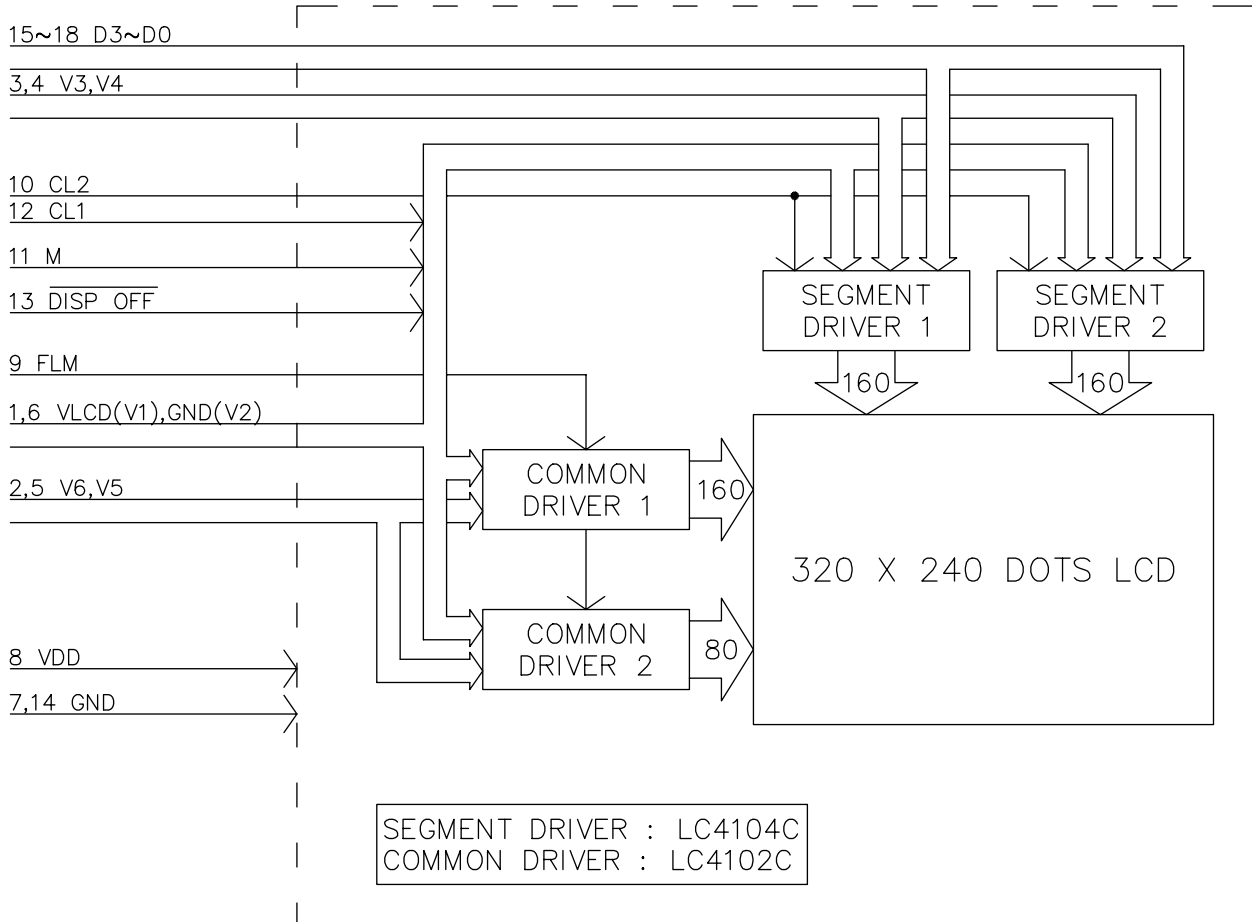 15~18 D3~D0
3,4 V3,V4
10 CL2
12 CL1
11 M
13 DISP OFF
9 FLM
1,6 VLCD(V1),GND(V2)
2,5 V6,V5
8 VDD
7,14 GND
SEGMENT
DRIVER 1
SEGMENT
DRIVER 2
160
160
COMMON
DRIVER 1
160
COMMON
DRIVER 2
80
320 X 240 DOTS LCD
SEGMENT DRIVER : LC4104C
COMMON DRIVER : LC4102C